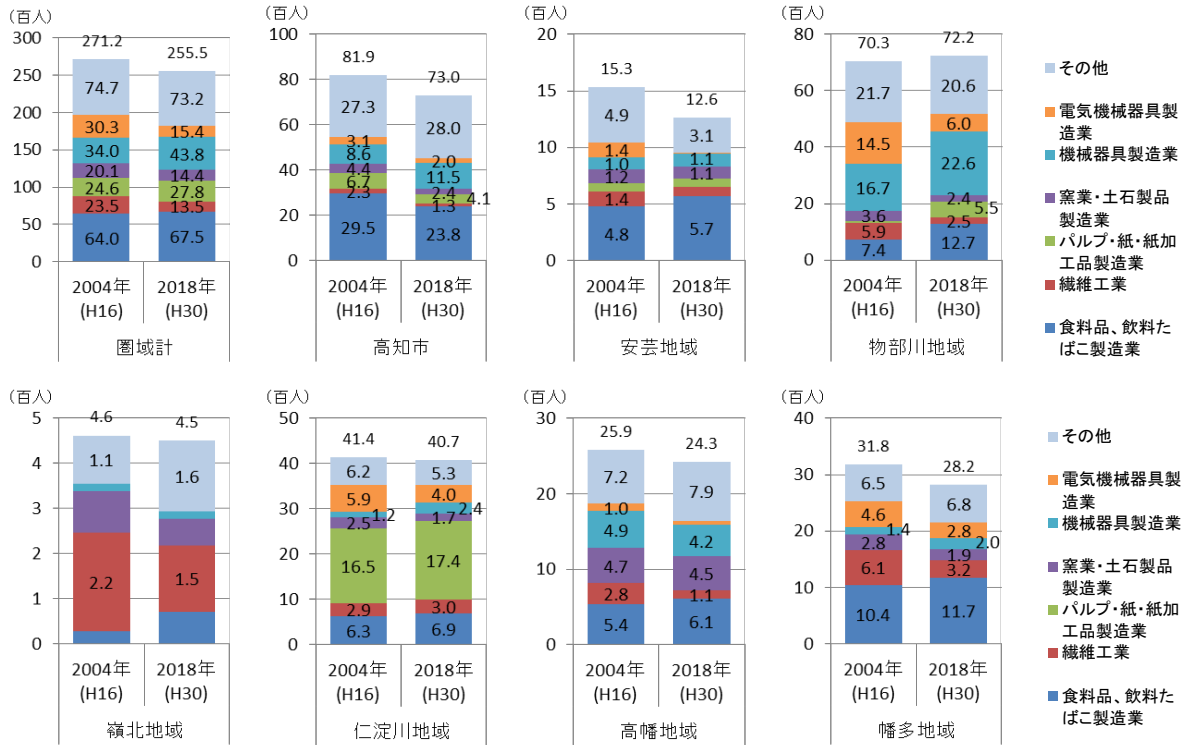 （百人）
300
250
200
150
100
50
0
271.2
255.5
74.7
73.2
30.3
15.4
34.0
43.8
20.1
14.4
24.6
27.8
23.5
13.5
64.0
67.5
2004年
(H16)
2018年
(H30)
圏域計
（百人）
100
80
60
40
20
0
81.9
73.0
27.3
28.0
3.1
2.0
8.6
11.5
4.4
2.4
6.7
4.1
2.3
1.3
29.5
23.8
2004年
(H16)
2018年
(H30)
高知市
（百人）
20
15
10
5
0
15.3
12.6
4.9
3.1
1.4
1.0
1.1
1.2
1.1
1.4
4.8
5.7
2004年
(H16)
2018年
(H30)
安芸地域
（百人）
100
80
60
40
20
0
70.3
72.2
21.7
20.6
14.5
6.0
16.7
22.6
3.6
2.4
5.5
5.9
2.5
7.4
12.7
2004年
(H16)
2018年
(H30)
物部川地域
その他
電気機械器具製
造業
機械器具製造業
窯業・土石製品
製造業
パルプ・紙・紙加
工品製造業
繊維工業
食料品、飲料た
ばこ製造業
（百人）
5
4
3
2
1
0
4.6
4.5
1.1
1.6
2.2
1.5
2004年
(H16)
2018年
(H30)
嶺北地域
（百人）
50
40
30
20
10
0
41.4
40.7
6.2
5.3
5.9
4.0
1.2
2.4
2.5
1.7
16.5
17.4
2.9
3.0
6.3
6.9
2004年
(H16)
2018年
(H30)
仁淀川地域
（百人）
30
20
10
0
25.9
24.3
7.2
7.9
1.0
4.9
4.2
4.7
4.5
2.8
1.1
5.4
6.1
2004年
(H16)
2018年
(H30)
高幡地域
（百人）
40
30
20
10
0
31.8
28.2
6.5
6.8
4.6
2.8
1.4
2.0
2.8
1.9
6.1
3.2
10.4
11.7
2004年
(H16)
2018年
(H30)
幡多地域
その他
電気機械器具製
造業
機械器具製造業
窯業・土石製品
製造業
パルプ・紙・紙加
工品製造業
繊維工業
食料品、飲料た
ばこ製造業